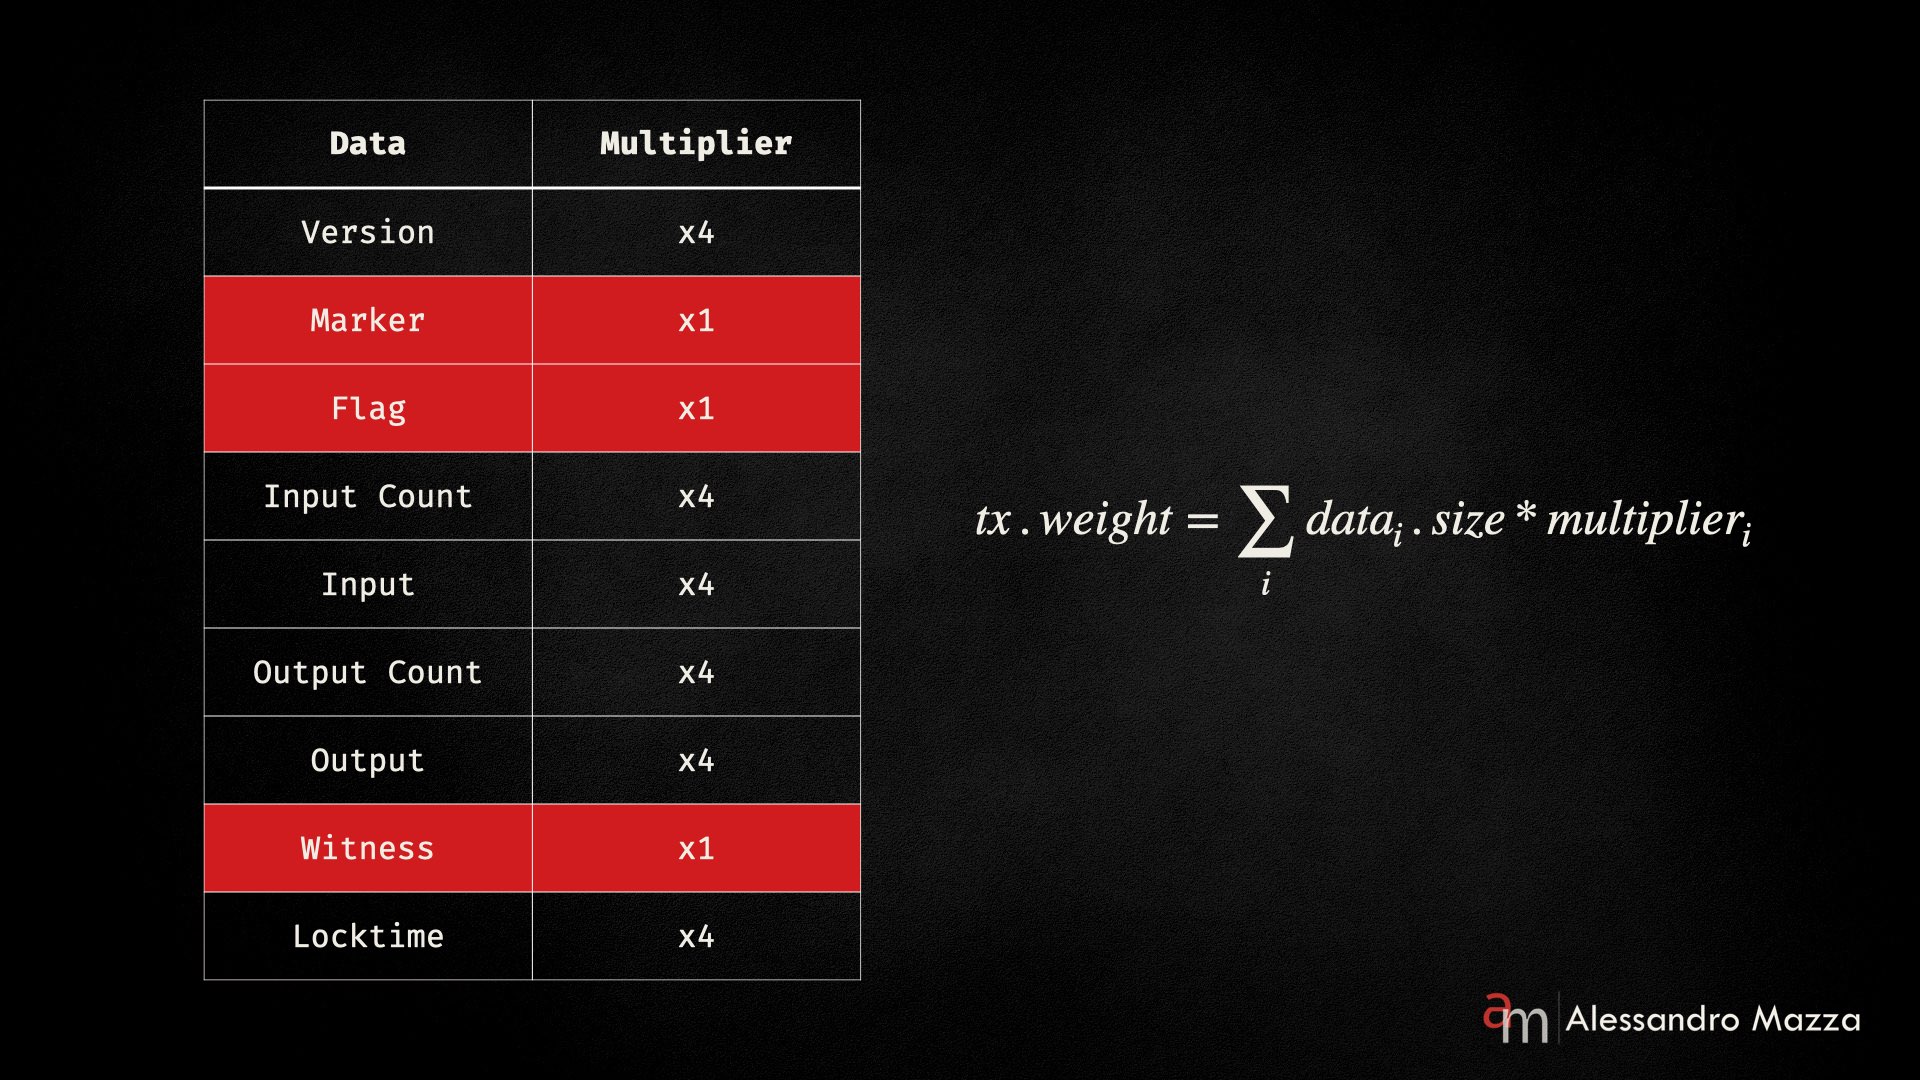 Data Multiplier
Version x4
Marker x1
Flag x1
Input Count x4
Input x4
Output Count x4
Output x4
Witness x1
Locktime x4
tx . weight = ∑ data_i . size * multiplier_i
i
am Alessandro Mazza